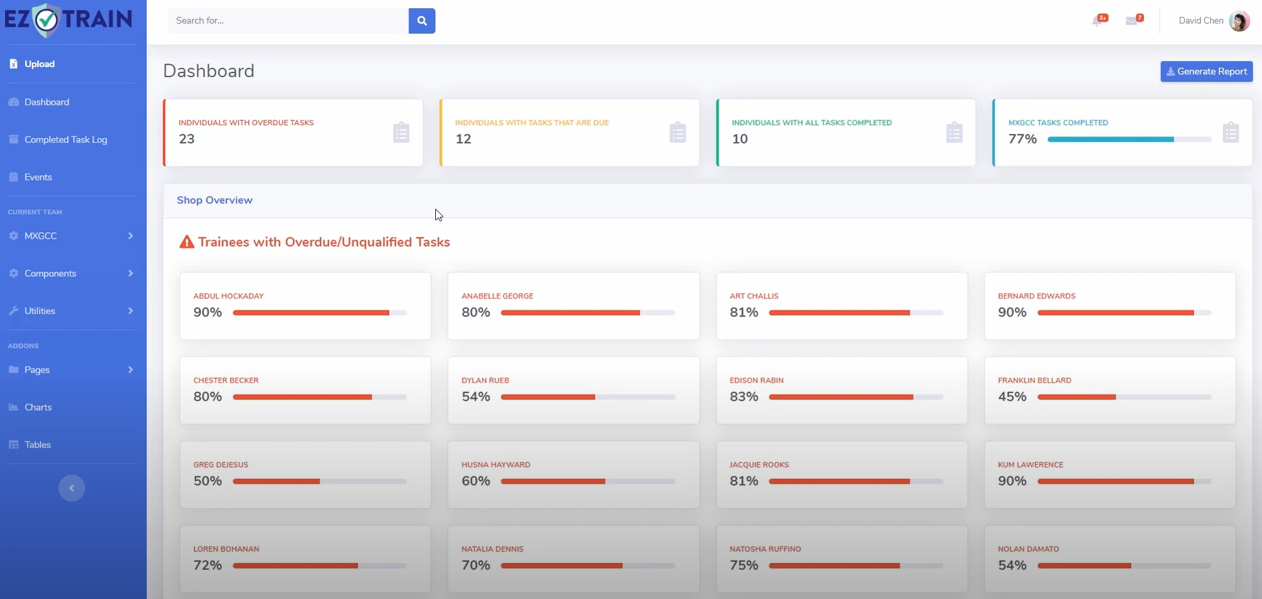 EZ TRAIN
Search for...
3+
7
David Chen
Upload
Dashboard
Completed Task Log
Events
CURRENT TEAM
MXGCC
Components
Utilities
ADDONS
Pages
Charts
Tables
Dashboard
Generate Report
INDIVIDUALS WITH OVERDUE TASKS
23
INDIVIDUALS WITH TASKS THAT ARE DUE
12
INDIVIDUALS WITH ALL TASKS COMPLETED
10
MXGCC TASKS COMPLETED
77%
Shop Overview
Trainees with Overdue/Unqualified Tasks
ABDUL HOCKADAY
90%
ANABELLE GEORGE
80%
ART CHALLIS
81%
BERNARD EDWARDS
90%
CHESTER BECKER
80%
DYLAN RUEB
54%
EDISON RABIN
83%
FRANKLIN BELLARD
45%
GREG DEJESUS
50%
HUSNA HAYWARD
60%
JACQUIE ROOKS
81%
KUM LAWERENCE
90%
LOREN BOHANAN
72%
NATALIA DENNIS
70%
NATOSHA RUFFINO
75%
NOLAN DAMATO
54%